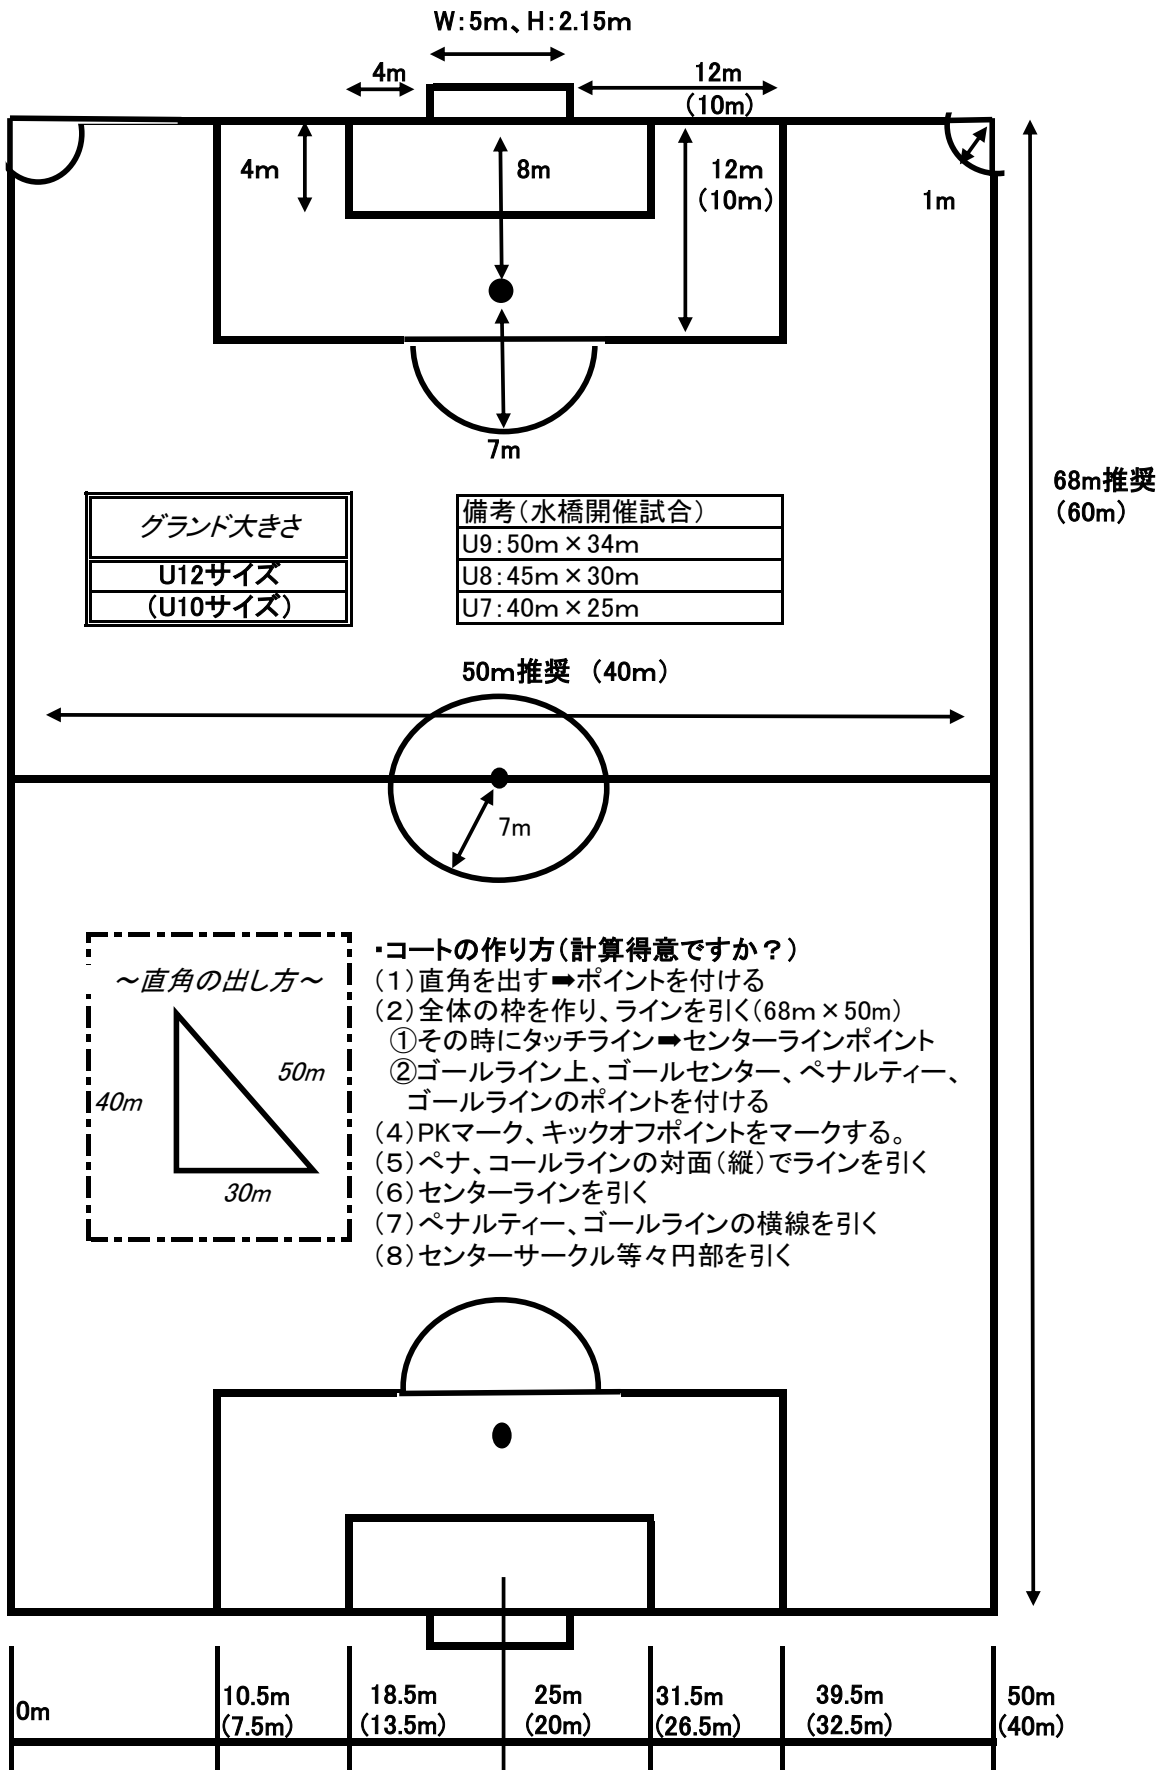 W:5m、H:2.15m
4m
12m
(10m)
4m
8m
12m
(10m)
1m
7m
68m推奨
(60m)
グランド大きさ
U12サイズ
(U10サイズ)
備考(水橋開催試合)
U9:50m×34m
U8:45m×30m
U7:40m×25m
50m推奨 (40m)
7m
～直角の出し方～
50m
40m
30m
・コートの作り方(計算得意ですか？)
(1)直角を出す➡ポイントを付ける
(2)全体の枠を作り、ラインを引く(68m×50m)
①その時にタッチライン➡センターラインポイント
②ゴールライン上、ゴールセンター、ペナルティー、
ゴールラインのポイントを付ける
(4)PKマーク、キックオフポイントをマークする。
(5)ペナ、コールラインの対面(縦)でラインを引く
(6)センターラインを引く
(7)ペナルティー、ゴールラインの横線を引く
(8)センターサークル等々円部を引く
0m
10.5m
(7.5m)
18.5m
(13.5m)
25m
(20m)
31.5m
(26.5m)
39.5m
(32.5m)
50m
(40m)